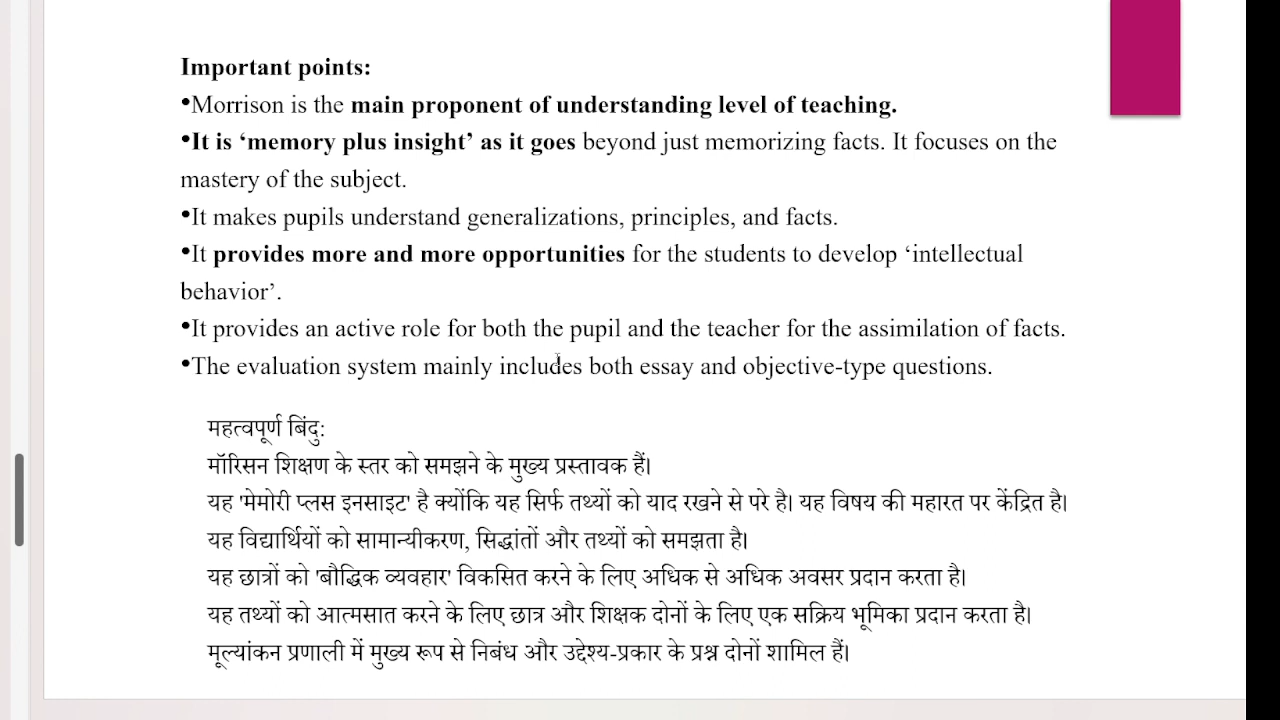 Important points:
•Morrison is the main proponent of understanding level of teaching.
•It is ‘memory plus insight’ as it goes beyond just memorizing facts. It focuses on the
mastery of the subject.
•It makes pupils understand generalizations, principles, and facts.
•It provides more and more opportunities for the students to develop ‘intellectual
behavior’.
•It provides an active role for both the pupil and the teacher for the assimilation of facts.
•The evaluation system mainly includes both essay and objective-type questions.
महत्वपूर्ण बिंदु:
मॉरिसन शिक्षण के स्तर को समझने के मुख्य प्रस्तावक हैं।
यह 'मेमोरी प्लस इनसाइट' है क्योंकि यह सिर्फ तथ्यों को याद रखने से परे है। यह विषय की महारत पर केंद्रित है।
यह विद्यार्थियों को सामान्यीकरण, सिद्धांतों और तथ्यों को समझता है।
यह छात्रों को 'बौद्धिक व्यवहार' विकसित करने के लिए अधिक से अधिक अवसर प्रदान करता है।
यह तथ्यों को आत्मसात करने के लिए छात्र और शिक्षक दोनों के लिए एक सक्रिय भूमिका प्रदान करता है।
मूल्यांकन प्रणाली में मुख्य रूप से निबंध और उद्देश्य-प्रकार के प्रश्न दोनों शामिल हैं।